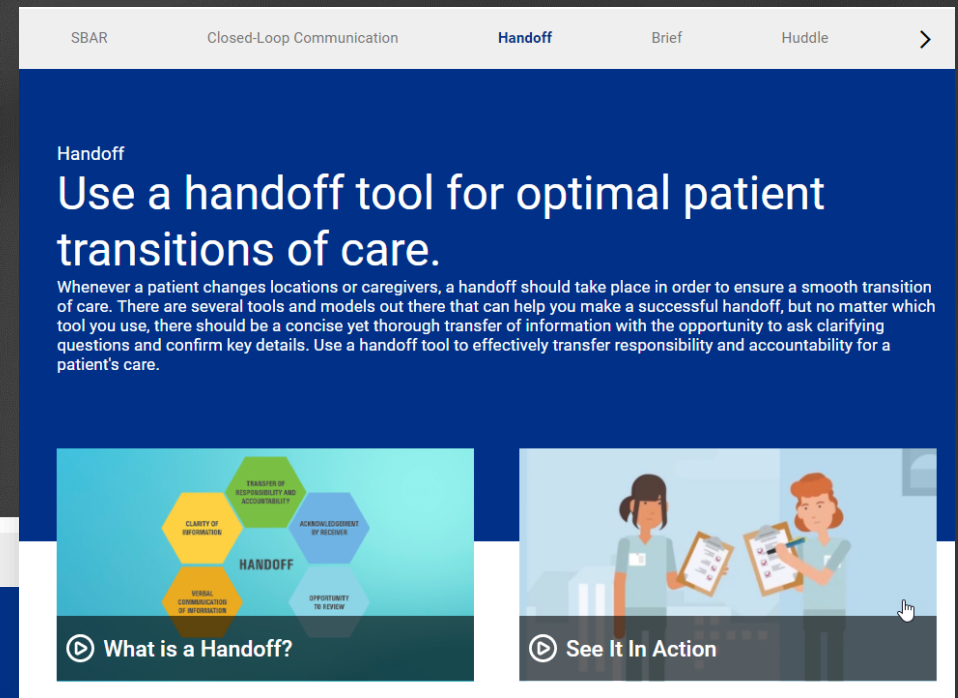 SBAR
Closed-Loop Communication
Handoff
Brief
Huddle
Handoff
Use a handoff tool for optimal patient
transitions of care.
Whenever a patient changes locations or caregivers, a handoff should take place in order to ensure a smooth transition
of care. There are several tools and models out there that can help you make a successful handoff, but no matter which
tool you use, there should be a concise yet thorough transfer of information with the opportunity to ask clarifying
questions and confirm key details. Use a handoff tool to effectively transfer responsibility and accountability for a
patient's care.
TRANSFER OF
RESPONSIBILITY AND
ACCOUNTABILITY
CLARITY OF
INFORMATION
ACKNOWLEDGEMENT
BY RECEIVER
HANDOFF
VERBAL
COMMUNICATION
OF INFORMATION
OPPORTUNITY
TO REVIEW
What is a Handoff?
See It In Action